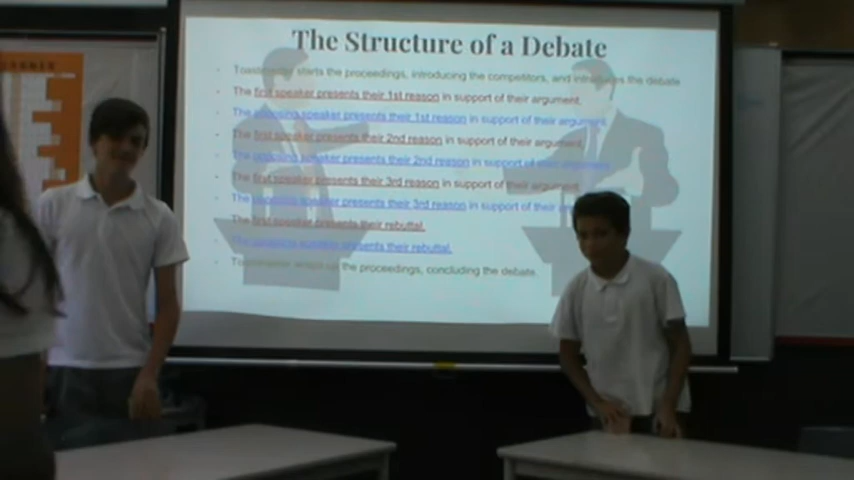 The Structure of a Debate
Toastmaster starts the proceedings, introducing the competitors, and introduces the debate
The first speaker presents their 1st reason in support of their argument.
The opposing speaker presents their 1st reason in support of their argument.
The first speaker presents their 2nd reason in support of their argument.
The opposing speaker presents their 2nd reason in support of their argument.
The first speaker presents their 3rd reason in support of their argument.
The opposing speaker presents their 3rd reason in support of their
The first speaker presents their rebuttal.
The opposing speaker presents their rebuttal.
Toastmaster wraps up the proceedings, concluding the debate.